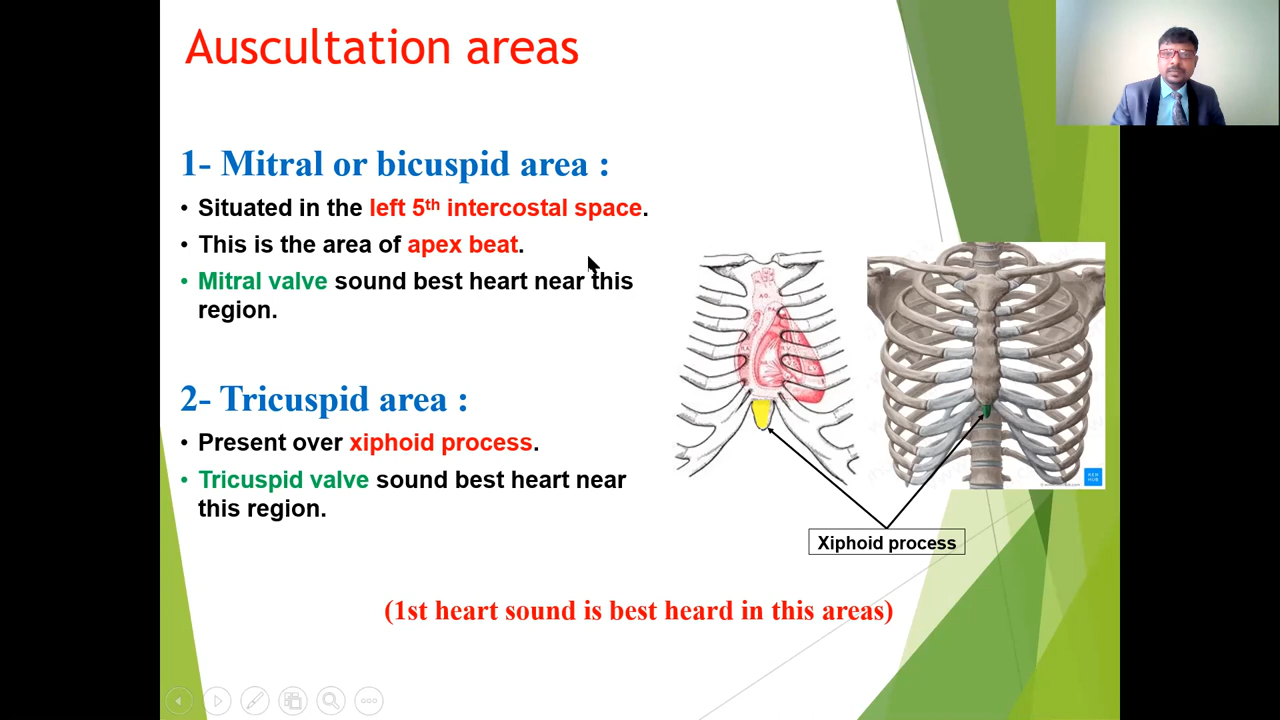 Auscultation areas
1- Mitral or bicuspid area :
• Situated in the left 5th intercostal space.
• This is the area of apex beat.
• Mitral valve sound best heart near this
region.
2- Tricuspid area :
• Present over xiphoid process.
• Tricuspid valve sound best heart near
this region.
Xiphoid process
(1st heart sound is best heard in this areas)